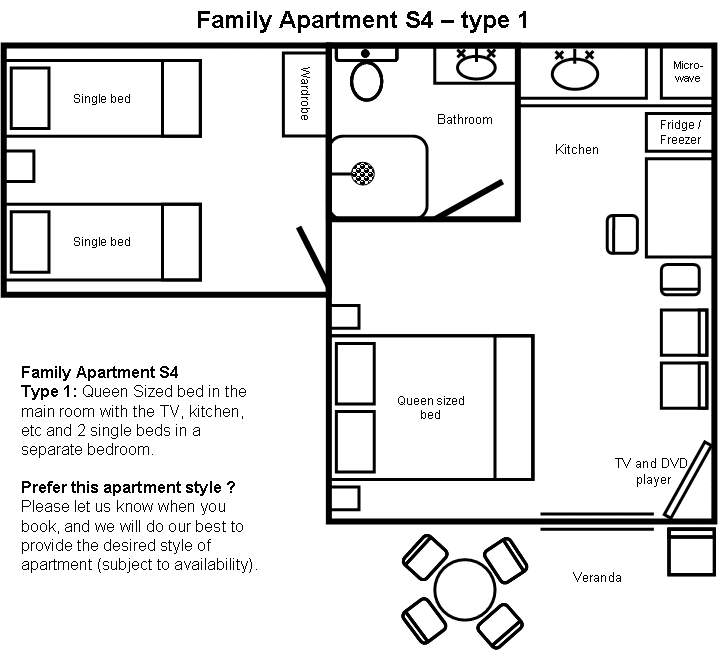 Family Apartment S4 – type 1
Single bed
Wardrobe
Bathroom
Kitchen
Micro-
wave
Fridge /
Freezer
Single bed
Queen sized
bed
TV and DVD
player
Veranda
Family Apartment S4
Type 1: Queen Sized bed in the
main room with the TV, kitchen,
etc and 2 single beds in a
separate bedroom.
Prefer this apartment style ?
Please let us know when you
book, and we will do our best to
provide the desired style of
apartment (subject to availability).